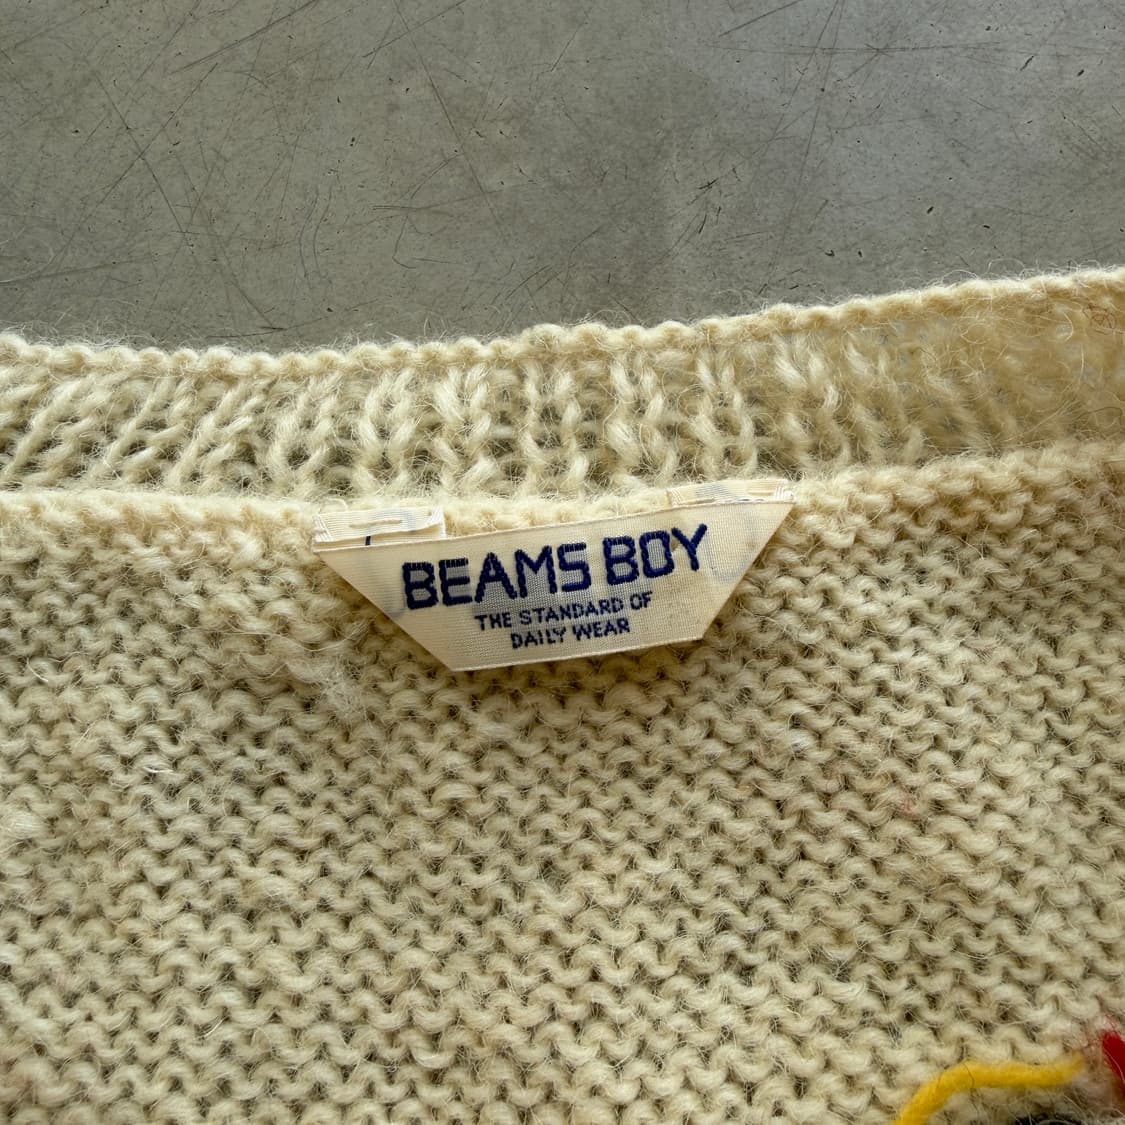 BEAMS BOY
THE STANDARD OF
DAILY WEAR